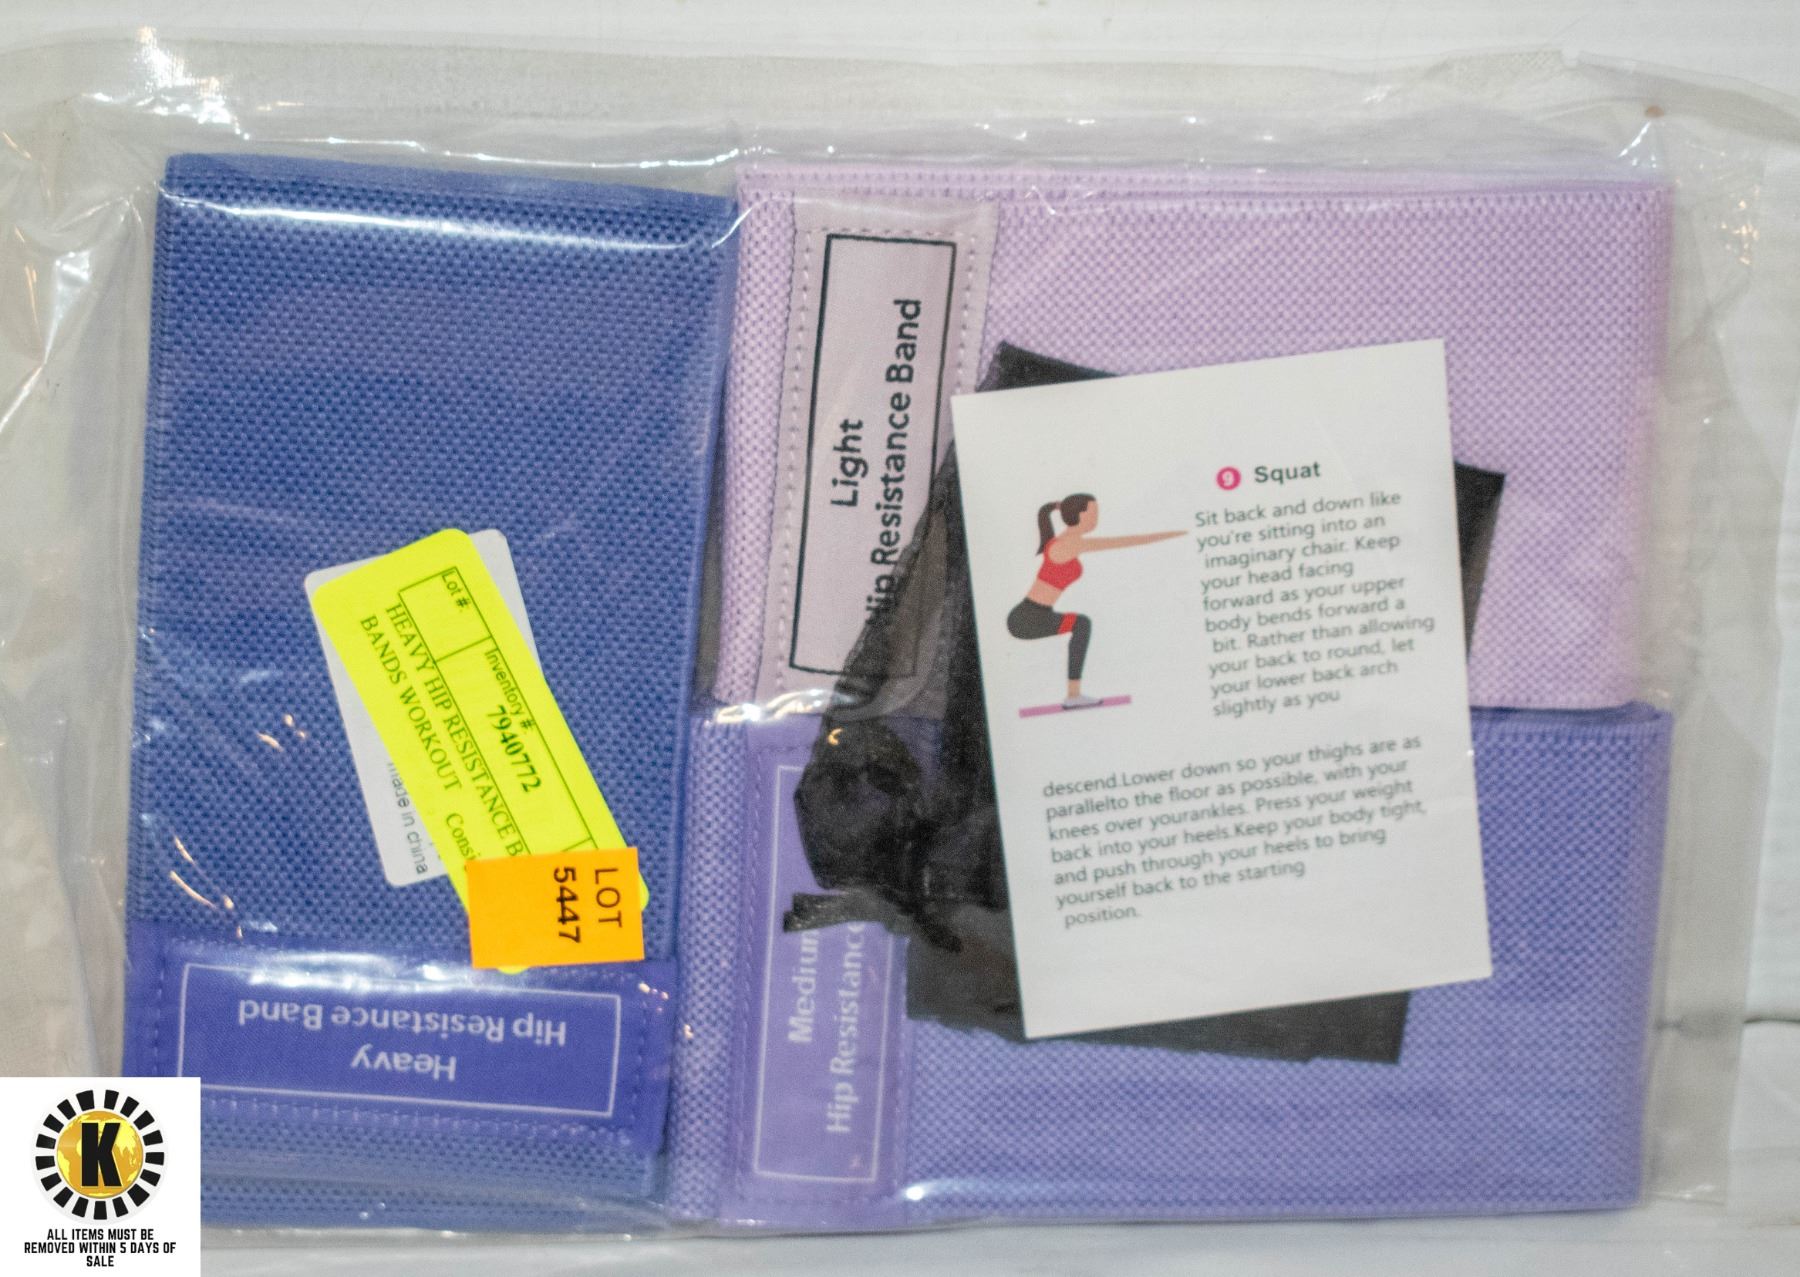 Light
Hip Resistance Band
9 Squat
Sit back and down like
you're sitting into an
imaginary chair. Keep
your head facing
forward as your upper
body bends forward a
bit. Rather than allowing
your back to round, let
your lower back arch
slightly as you
descend.Lower down so your thighs are as
parallelto the floor as possible, with your
knees over yourankles. Press your weight
back into your heels.Keep your body tight,
and push through your heels to bring
yourself back to the starting
position.
Lot #:
Inventory #:
7940772
HEAVY HIP RESISTANCE B
BANDS WORKOUT Consi
made in china
LOT
5447
Heavy
Hip Resistance Band
Medium
Hip Resistance
K
ALL ITEMS MUST BE
REMOVED WITHIN 5 DAYS OF
SALE